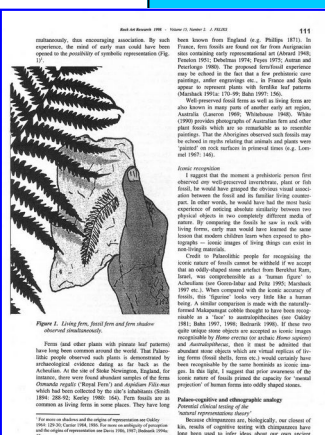 Rock Art Research 1998 - Volume 15, Number 2. J. FELIKS
111
multaneously, thus encouraging association. By such
experience, the mind of early man could have been
opened to the possibility of symbolic representation (Fig.
1)¹.
Figure 1. Living fern, fossil fern and fern shadow
observed simultaneously.
Ferns (and other plants with pinnate leaf patterns)
have long been common around the world. That Palaeo-
lithic people observed such plants is demonstrated by
archaeological evidence dating as far back as the
Acheulian. At the site of Stoke Newington, England, for
instance, there were found abundant samples of the ferns
Osmunda regalis ('Royal Fern') and Aspidium Filix-mas
which had been collected by the site's inhabitants (Smith
1894: 288-92; Keeley 1980: 164). Fern fossils are as
common as living ferns in some places. They have long
been known from England (e.g. Phillips 1871). In
France, fern fossils are found not far from Aurignacian
sites containing early representational art (Abrard 1948;
Fenelon 1951; Debelmas 1974; Feyes 1975; Autran and
Peterlongo 1980). The proposed fern/fossil experience
may be echoed in the fact that a few prehistoric cave
paintings, antler engravings etc., in France and Spain
appear to represent plants with fernlike leaf patterns
(Marshack 1991a: 170-99; Bahn 1997: 156).
Well-preserved fossil ferns as well as living ferns are
also known in many parts of another early art region,
Australia (Laseron 1969; Whitehouse 1948). White
(1990) provides photographs of Australian fern and other
plant fossils which are so remarkable as to resemble
paintings. That the Aborigines observed such fossils may
be echoed in myths relating that animals and plants were
'painted' on rock surfaces in primeval times (e.g. Lom-
mel 1967: 146).
Iconic recognition
I suggest that the moment a prehistoric person first
observed any well-preserved invertebrate, plant or fish
fossil, he would have grasped the obvious visual associ-
ation between the fossil and its familiar living counter-
part. In other words, he would have had the most basic
experience of noticing absolute similarity between two
physical objects in two completely different media of
nature. By comparing the fossils he saw in rock with
living forms, early man would have learned the same
lesson that modern children learn when exposed to pho-
tographs — iconic images of living things can exist in
non-living materials.
Credit to Palaeolithic people for recognising the
iconic nature of fossils cannot be withheld if we accept
that an oddly-shaped stone artefact from Berekhat Ram,
Israel, was comprehensible as a 'human figure' to
Acheulians (see Goren-Inbar and Peltz 1995; Marshack
1997 etc.). When compared with the iconic accuracy of
fossils, this 'figurine' looks very little like a human
being. A similar comparison is made with the naturally-
formed Makapansgat cobble thought to have been recog-
nisable as a 'face' to australopithecines (see Oakley
1981; Bahn 1997, 1998; Bednarik 1998). If these two
quite unique stone objects are accepted as iconic images
recognisable by Homo erectus (or archaic Homo sapiens)
and Australopithecus, then it must be admitted that
abundant stone objects which are virtual replicas of liv-
ing forms (fossil shells, ferns etc.) would certainly have
been recognisable by the same hominids as iconic ima-
ges. In this light, I suggest that prior awareness of the
iconic nature of fossils primed the capacity for 'mental
projection' of human forms into oddly shaped stones.
Palaeo-cognitive and ethnographic analogy
Potential clinical testing of the
'natural representations theory'
Because chimpanzees are, biologically, our closest of
kin, results of cognitive testing with chimpanzees have
long been used to infer ideas about our own ancient
¹ For more on shadows and the origins of representation see Oakley